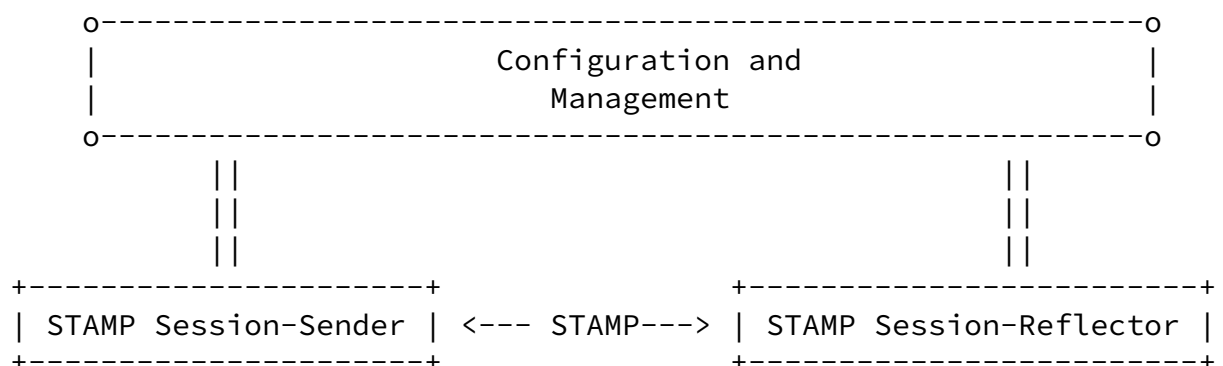 o----------------------------------------------------------o
| Configuration and |
| Management |
o----------------------------------------------------------o
|| ||
|| ||
|| ||
+----------------------+ +-------------------------+
| STAMP Session-Sender | <--- STAMP---> | STAMP Session-Reflector |
+----------------------+ +-------------------------+